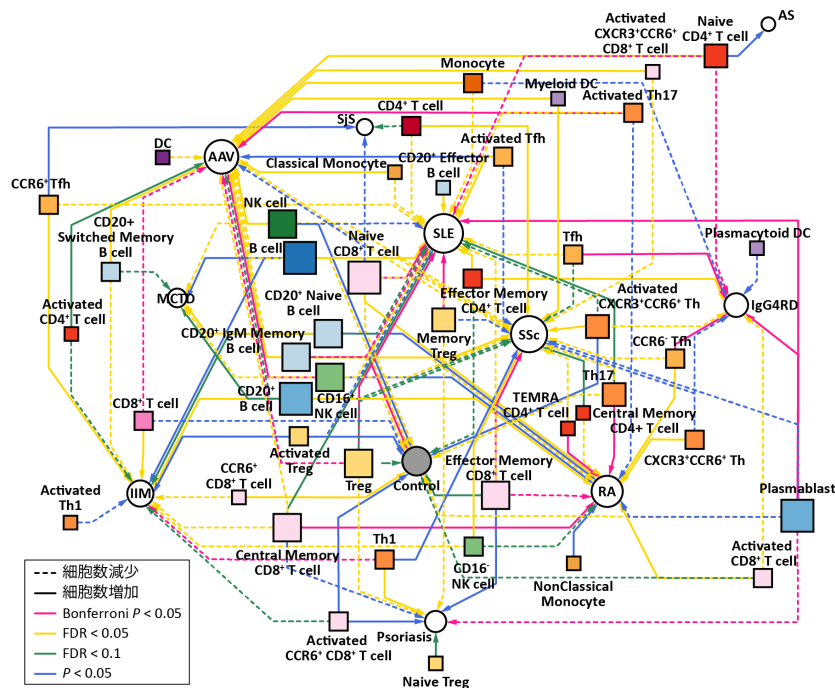 Activated
CXCR3⁺CCR6⁺
CD8⁺ T cell
Naive
CD4⁺ T cell
AS
Monocyte
Myeloid DC
Activated Th17
SjS
CD4⁺ T cell
Activated Tfh
DC
AAV
Classical Monocyte
CD20⁺ Effector
B cell
CCR6⁺Tfh
NK cell
CD20+
Switched Memory
B cell
B cell
Naive
CD8⁺ T cell
SLE
Tfh
Plasmacytoid DC
MCTD
CD20⁺ Naive
B cell
Effector Memory
CD4⁺ T cell
Activated
CXCR3⁺CCR6⁺ Th
IgG4RD
Activated
CD4⁺ T cell
CD20⁺ IgM Memory
B cell
Memory
Treg
SSc
CCR6⁻ Tfh
CD20⁺
B cell
CD16⁺
NK cell
Th17
TEMRA
CD4⁺ T cell
Central Memory
CD4+ T cell
CD8⁺ T cell
Activated
Treg
CXCR3⁺CCR6⁺ Th
CCR6⁺
CD8⁺ T cell
Treg
Control
Effector Memory
CD8⁺ T cell
RA
Plasmablast
Activated
Th1
IIM
Central Memory
CD8⁺ T cell
Th1
CD16⁻
NK cell
NonClassical
Monocyte
Activated
CD8⁺ T cell
Activated
CCR6⁺ CD8⁺ T cell
Psoriasis
Naive Treg
細胞数減少
細胞数増加
Bonferroni P < 0.05
FDR < 0.05
FDR < 0.1
P < 0.05